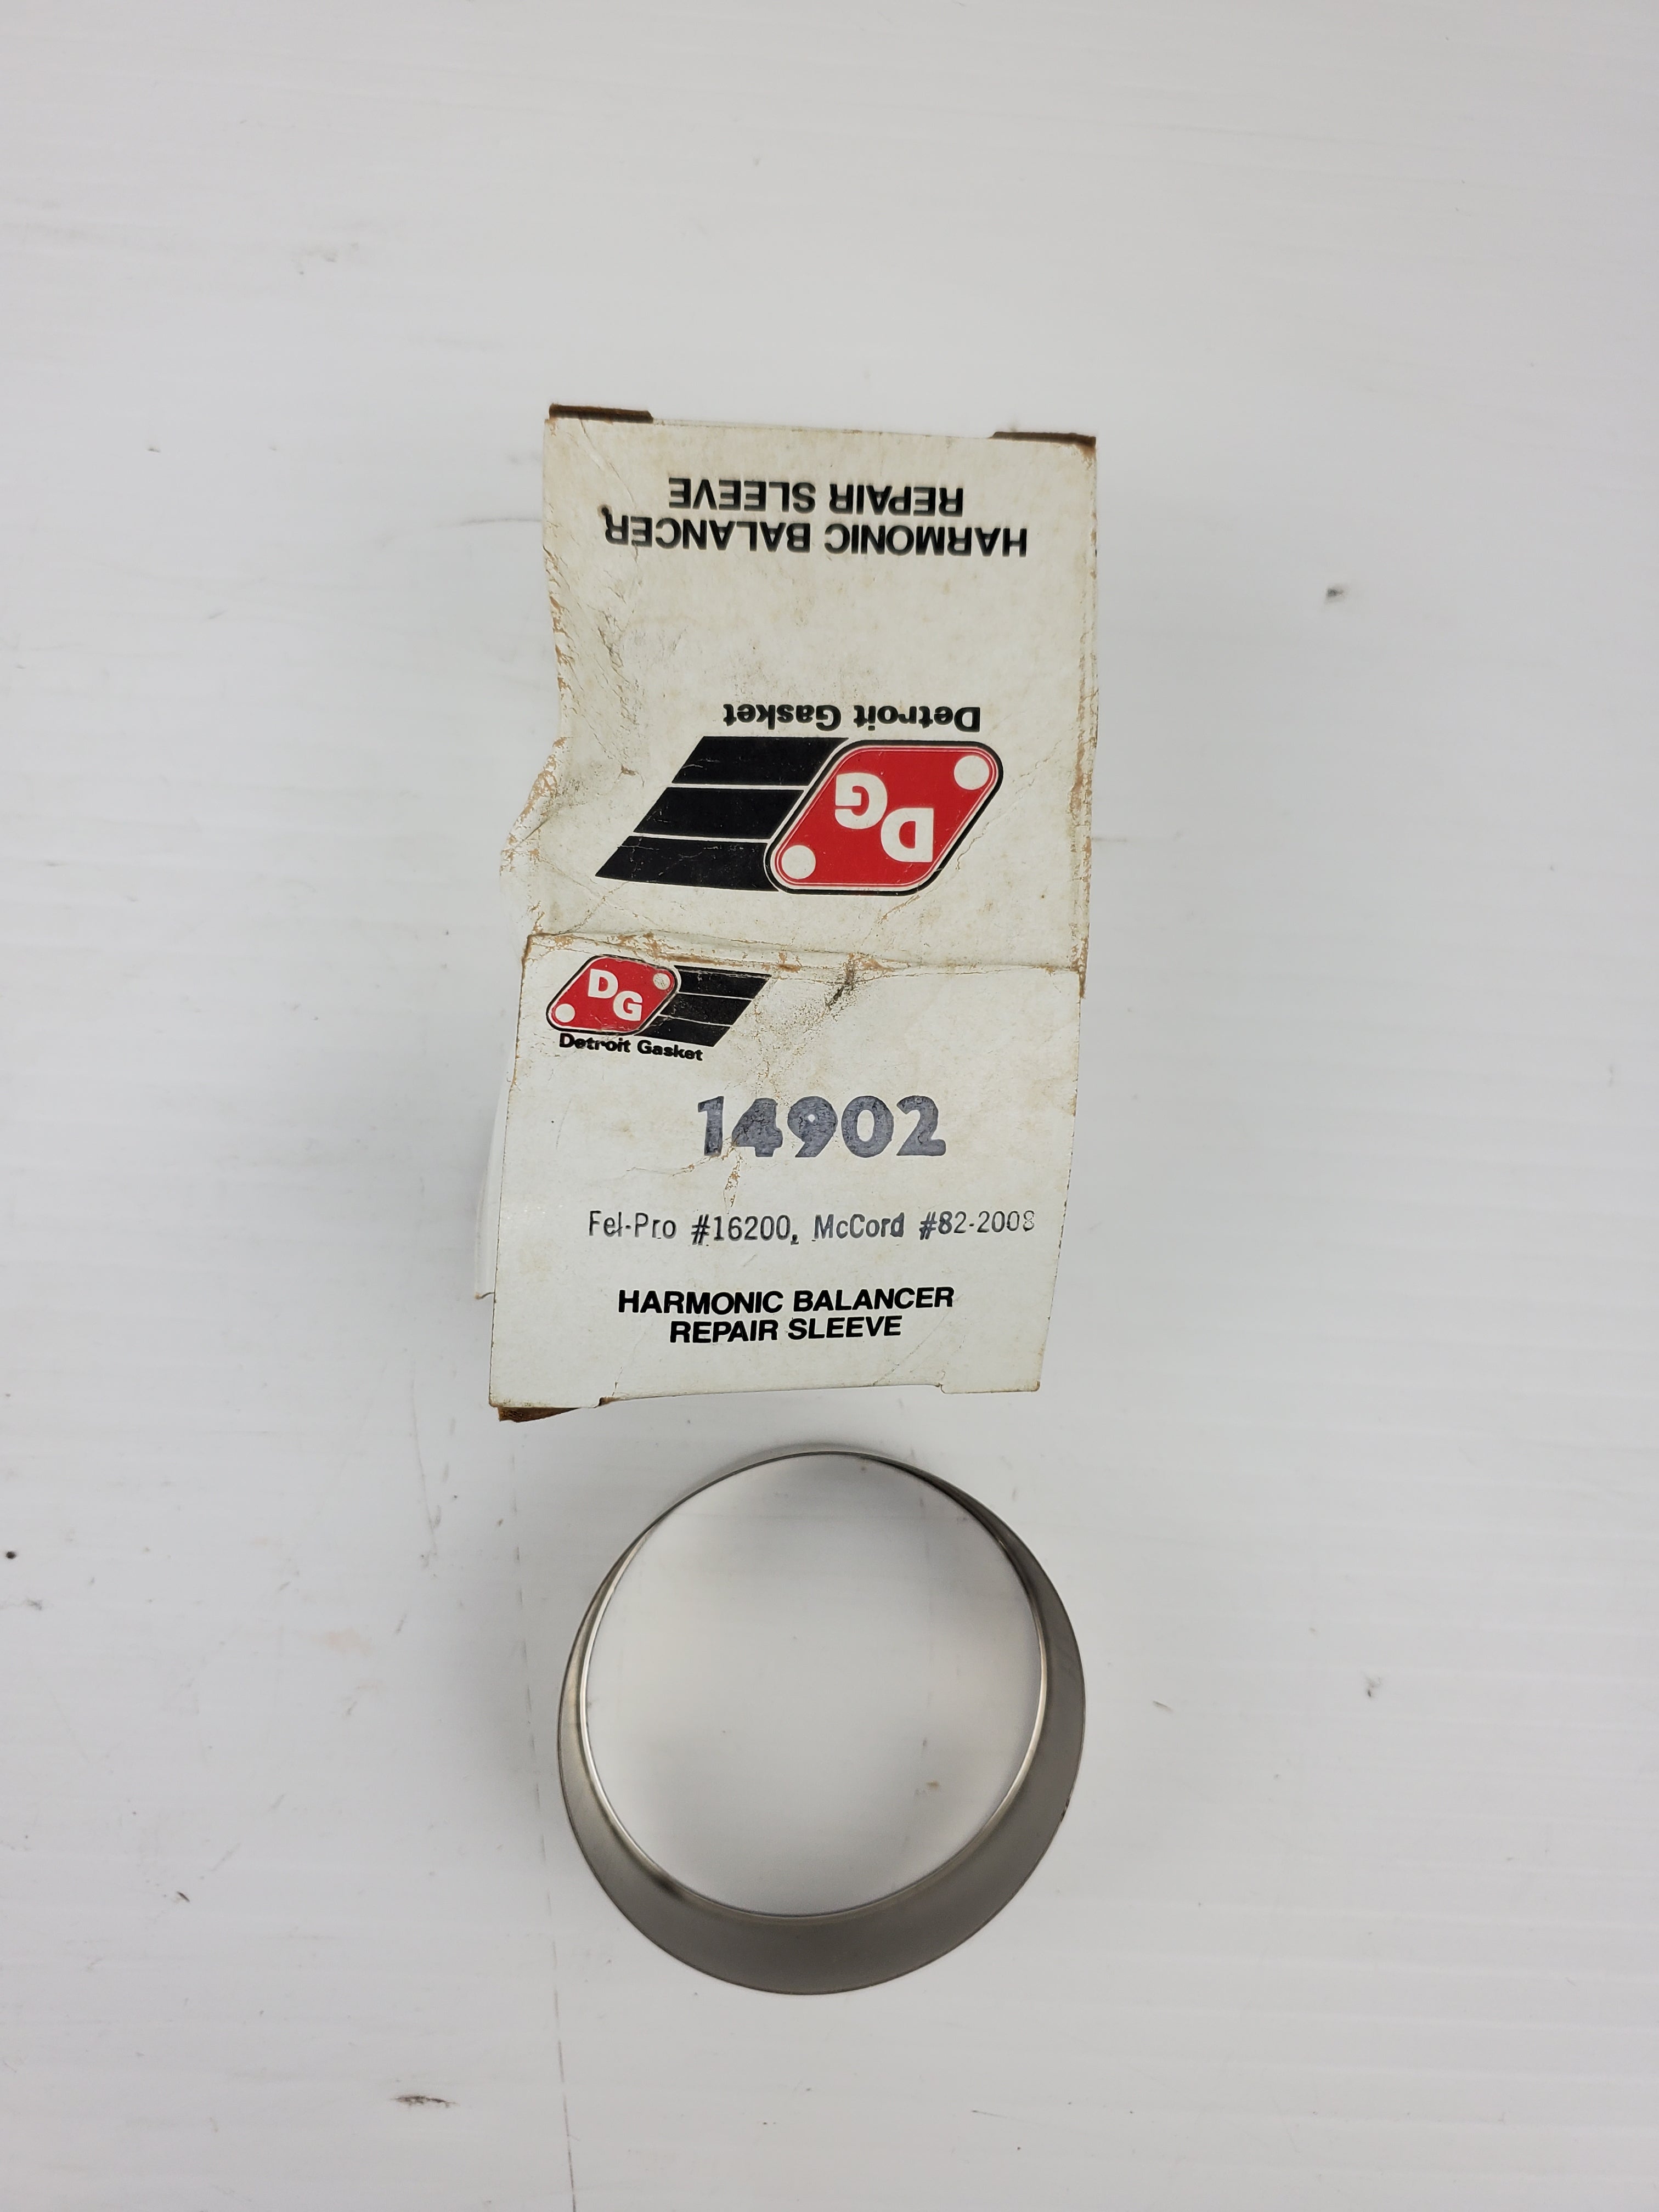 HARMONIC BALANCER
REPAIR SLEEVE
Detroit Gasket
DG
DG
Detroit Gasket
14902
Fel-Pro #16200, McCord #82-2008
HARMONIC BALANCER
REPAIR SLEEVE